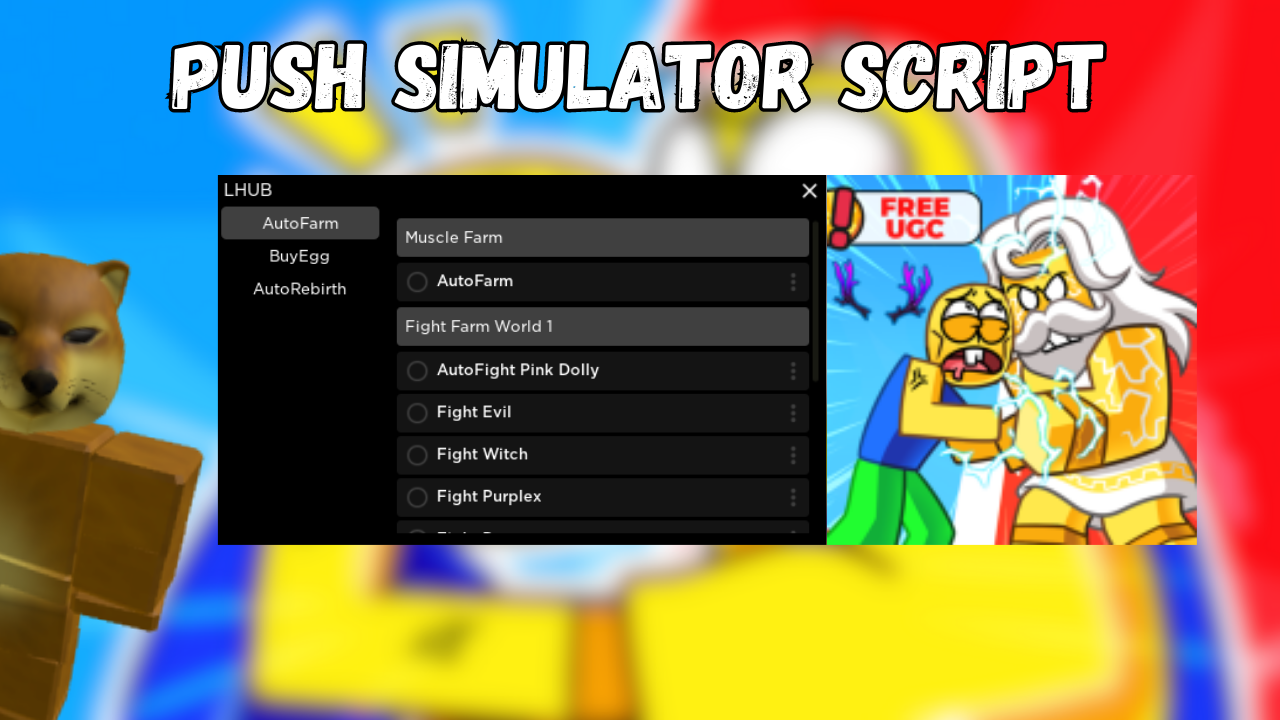 PUSH SIMULATOR SCRIPT
LHUB
AutoFarm
BuyEgg
AutoRebirth
Muscle Farm
AutoFarm
Fight Farm World 1
AutoFight Pink Dolly
Fight Evil
Fight Witch
Fight Purplex
FREE
UGC